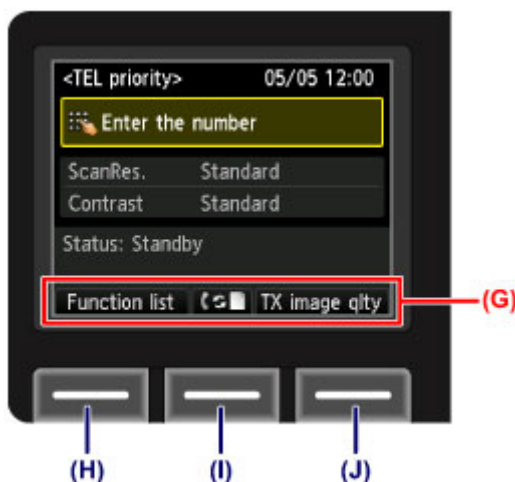 <TEL priority> 05/05 12:00
Enter the number
ScanRes. Standard
Contrast Standard
Status: Standby
Function list TX image qlty
(G)
(H) (I) (J)